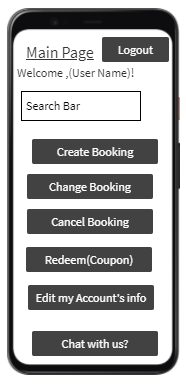 Main Page
Logout
Welcome ,(User Name)!
Search Bar
Create Booking
Change Booking
Cancel Booking
Redeem(Coupon)
Edit my Account's info
Chat with us?